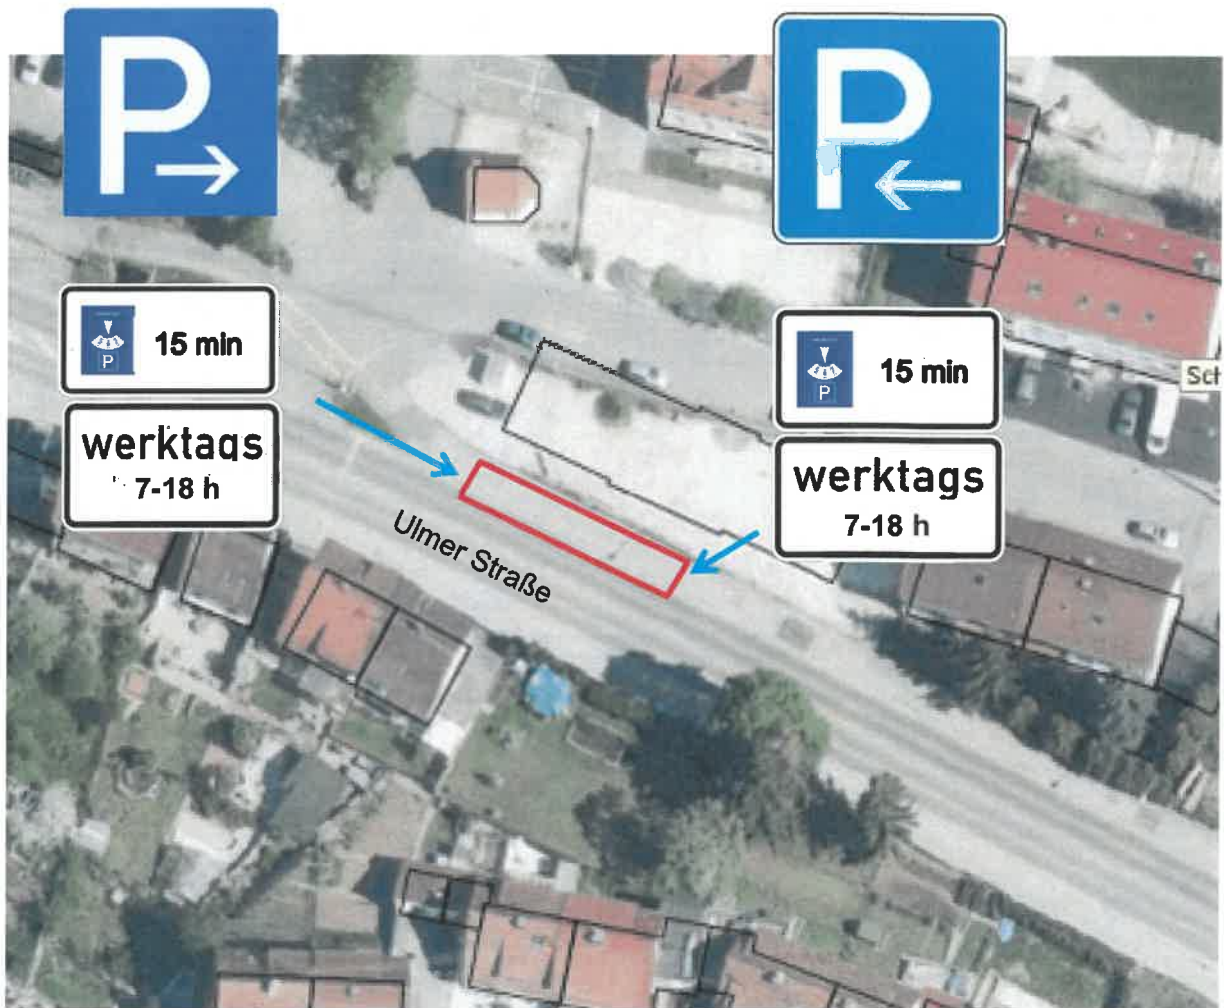 P
P
P
15 min
werktags
7-18 h
P
15 min
werktags
7-18 h
Sch
Ulmer Straße